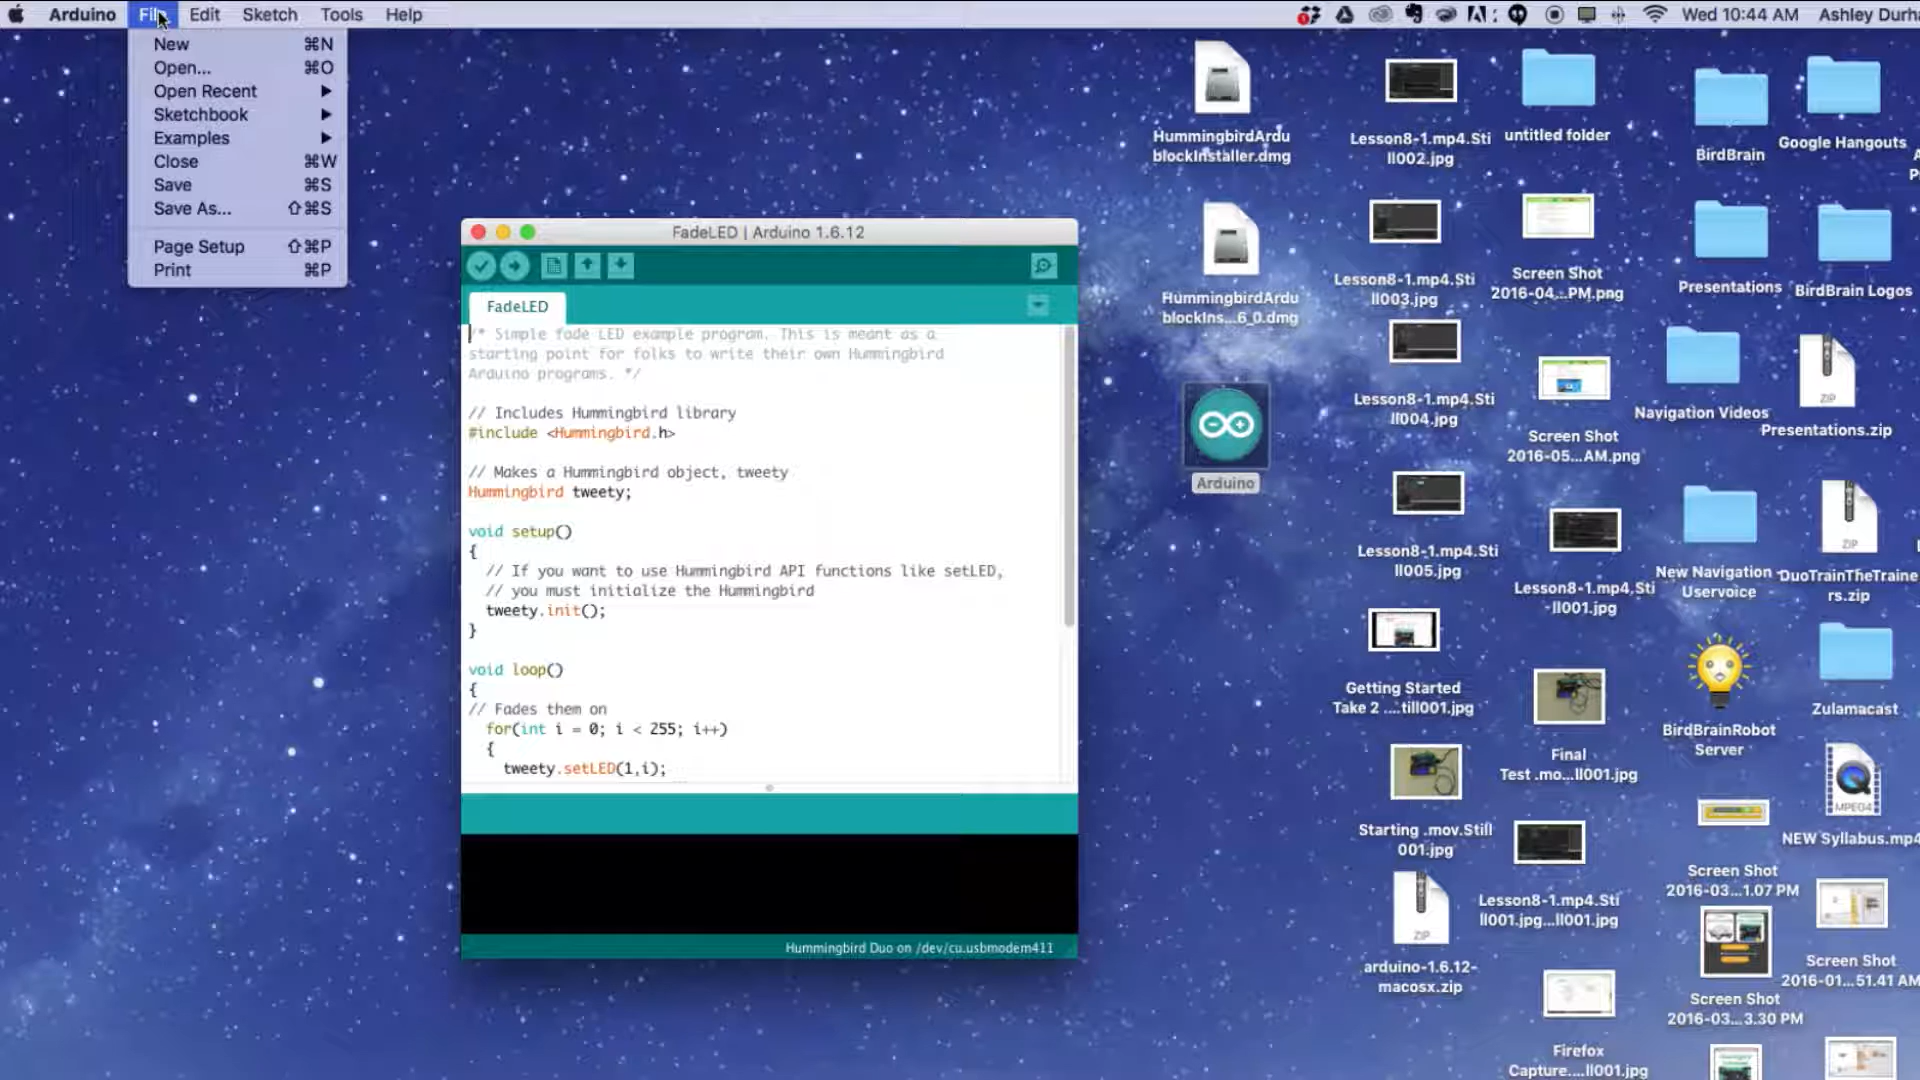 Arduino File Edit Sketch Tools Help Wed 10:44 AM Ashley Durh
New ⌘N
Open... ⌘O
Open Recent ▶
Sketchbook ▶
Examples ▶
Close ⌘W
Save ⌘S
Save As... ⇧⌘S
Page Setup ⇧⌘P
Print ⌘P
FadeLED | Arduino 1.6.12
FadeLED
/* Simple fade LED example program. This is meant as a
starting point for folks to write their own Hummingbird
Arduino programs. */
// Includes Hummingbird library
#include <Hummingbird.h>
// Makes a Hummingbird object, tweety
Hummingbird tweety;
void setup()
{
// If you want to use Hummingbird API functions like setLED,
// you must initialize the Hummingbird
tweety.init();
}
void loop()
{
// Fades them on
for(int i = 0; i < 255; i++)
{
tweety.setLED(1,i);
Hummingbird Duo on /dev/cu.usbmodem411
HummingbirdArdu
blockInstaller.dmg
HummingbirdArdu
blockIns...6_0.dmg
Arduino
Lesson8-1.mp4.Sti
ll002.jpg
Lesson8-1.mp4.Sti
ll003.jpg
Lesson8-1.mp4.Sti
ll004.jpg
Lesson8-1.mp4.Sti
ll005.jpg
Getting Started
Take 2 ....till001.jpg
Starting .mov.Still
001.jpg
ZIP
arduino-1.6.12-
macosx.zip
untitled folder
Screen Shot
2016-04...PM.png
Screen Shot
2016-05...AM.png
Lesson8-1.mp4.Sti
ll001.jpg
Final
Test .mo...ll001.jpg
Lesson8-1.mp4.Sti
ll001.jpg...ll001.jpg
Firefox
Capture....ll001.jpg
BirdBrain
Presentations
Navigation Videos
New Navigation -
Uservoice
BirdBrainRobot
Server
Screen Shot
2016-03...1.07 PM
Screen Shot
2016-03...3.30 PM
Google Hangouts
BirdBrain Logos
ZIP
Presentations.zip
ZIP
DuoTrainTheTraine
rs.zip
Zulamacast
MPEG4
NEW Syllabus.mp4
Screen Shot
2016-01...51.41 AM